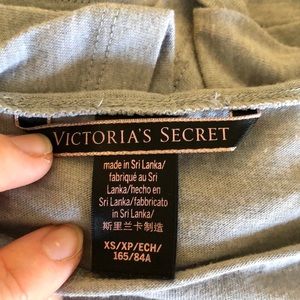 VICTORIA'S SECRET
made in Sri Lanka/
fabriqué au Sri
Lanka/hecho en
Sri Lanka/fabbricato
in Sri Lanka
斯里兰卡制造
XS/XP/ECH/
165/84A